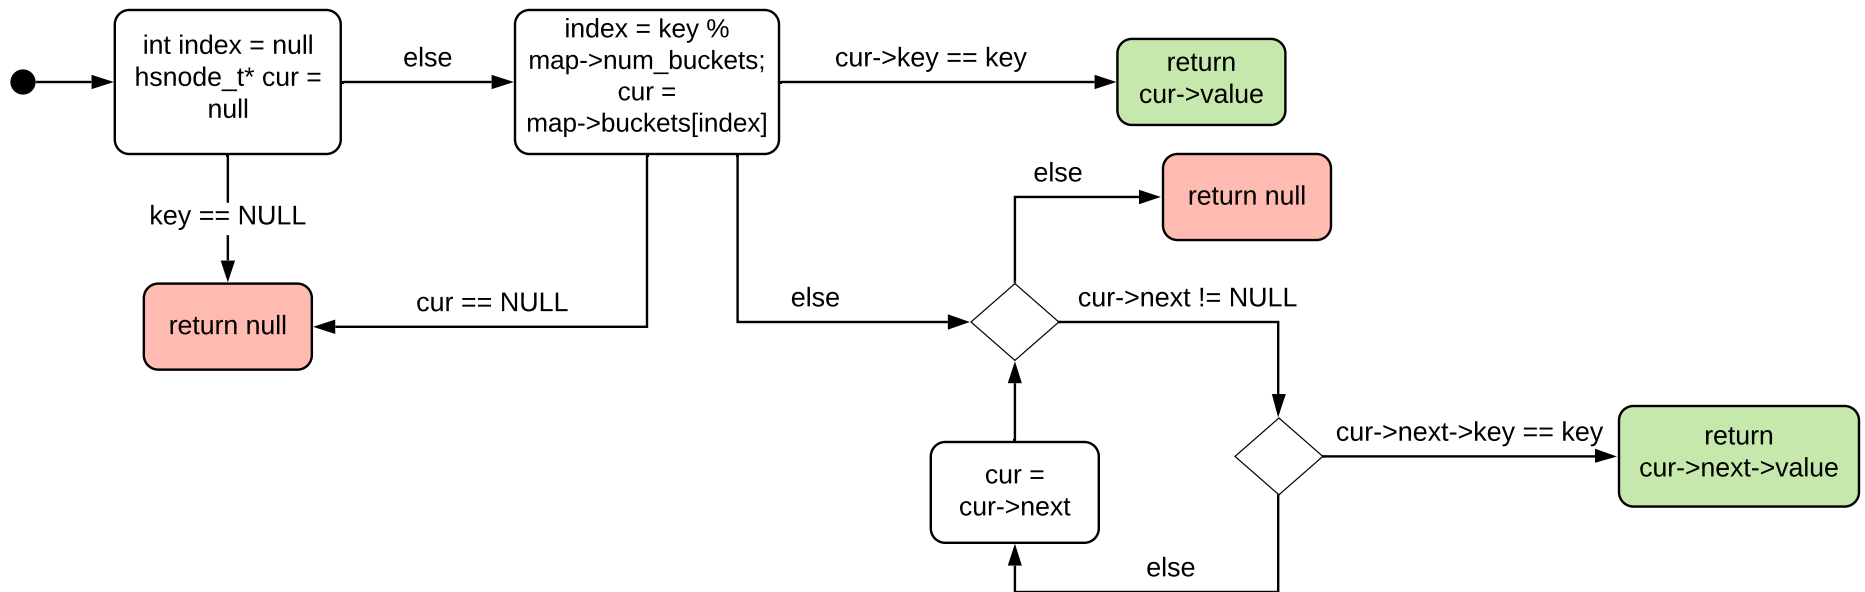 int index = null
hsnode_t* cur =
null
else
index = key %
map->num_buckets;
cur =
map->buckets[index]
cur->key == key
return
cur->value
key == NULL
return null
cur == NULL
else
else
return null
cur->next != NULL
cur->next->key == key
return
cur->next->value
cur =
cur->next
else